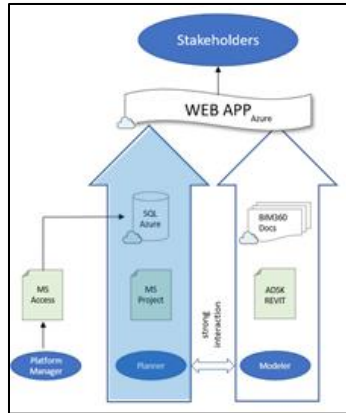 Stakeholders
WEB APP
Azure
SQL
Azure
BIM360
Docs
MS
Access
MS
Project
ADSK
REVIT
strong
interaction
Platform
Manager
Planner
Modeler